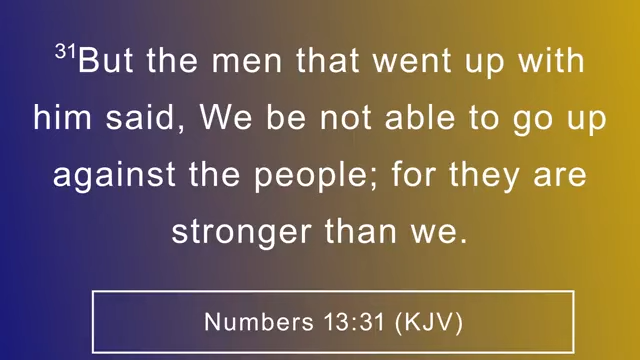 31But the men that went up with
him said, We be not able to go up
against the people; for they are
stronger than we.
Numbers 13:31 (KJV)